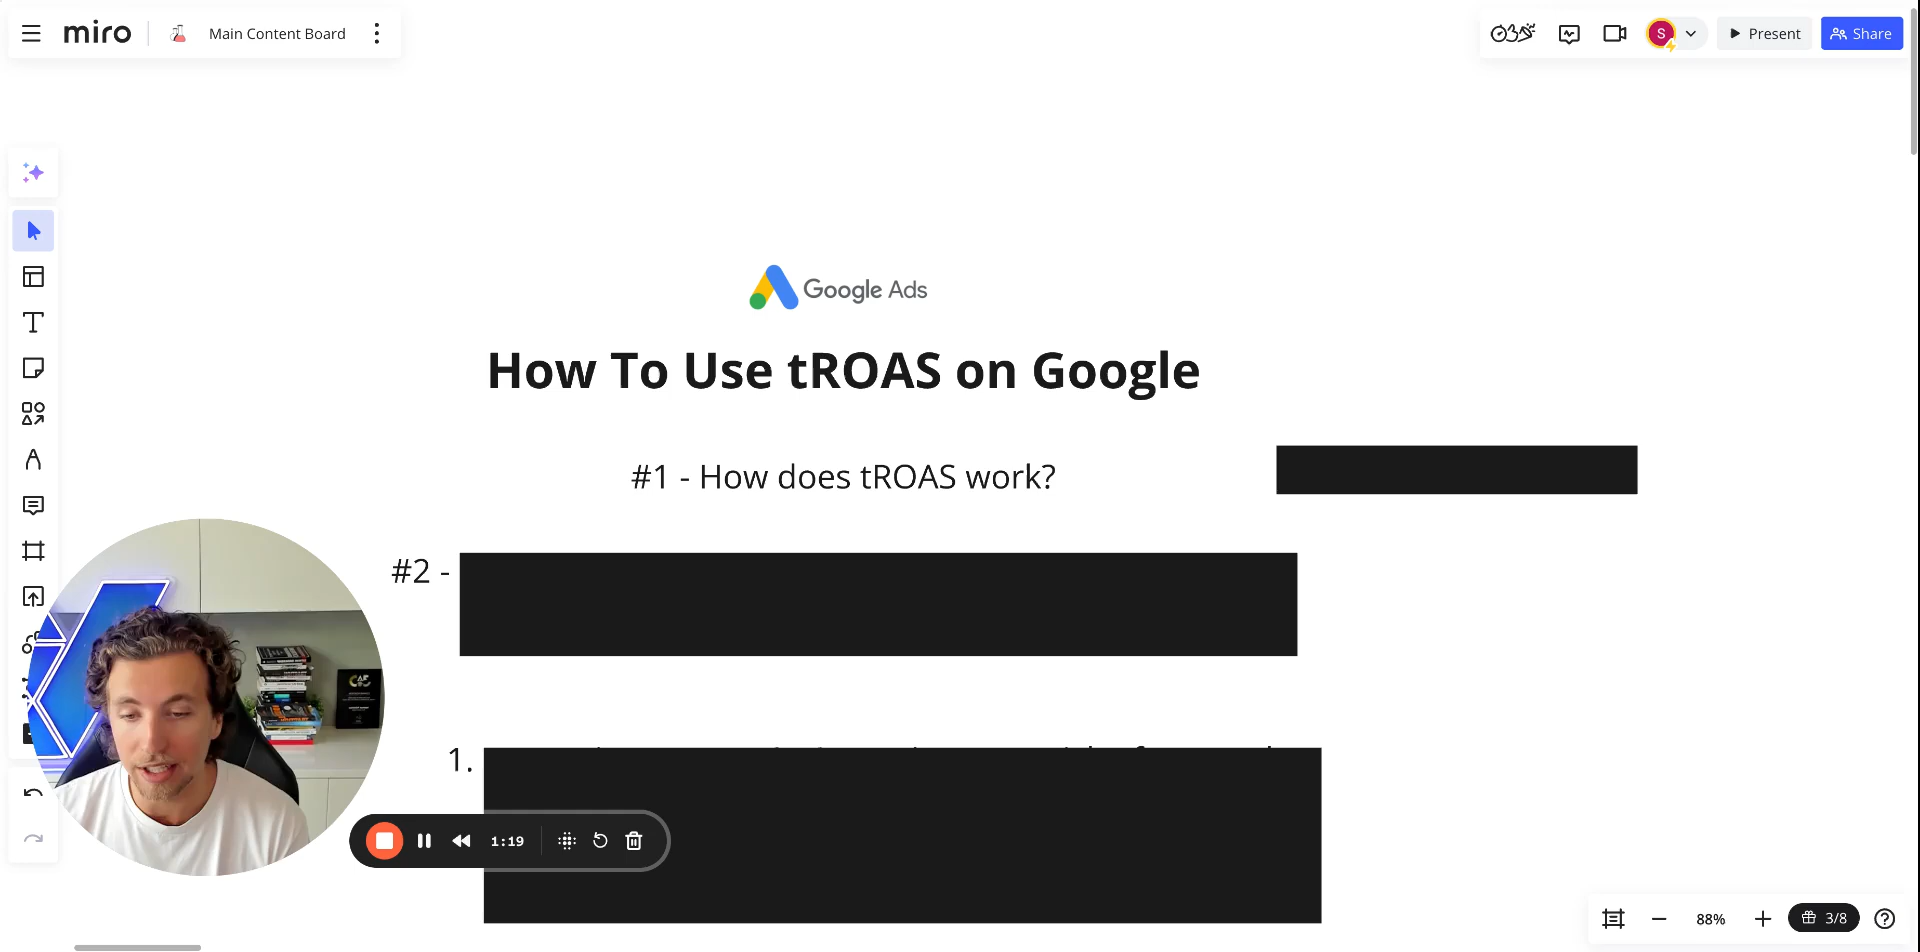 miro
Main Content Board
S
Present
Share
Google Ads
How To Use tROAS on Google
#1 - How does tROAS work?
#2 -
1.
1:19
88%
3/8